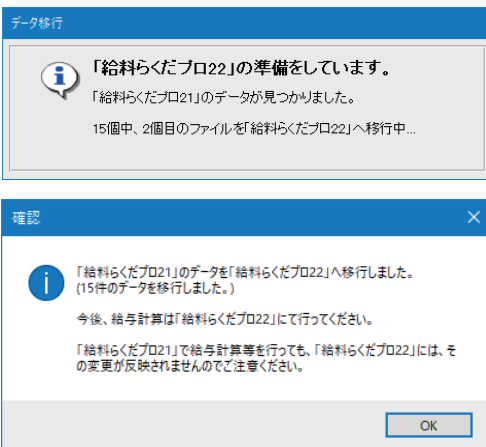 データ移行
「給料らくだプロ22」の準備をしています。
「給料らくだプロ21」のデータが見つかりました。
15個中、2個目のファイルを「給料らくだプロ22」へ移行中...
確認
「給料らくだプロ21」のデータを「給料らくだプロ22」へ移行しました。
(15件のデータを移行しました。)
今後、給与計算は「給料らくだプロ22」にて行ってください。
「給料らくだプロ21」で給与計算等を行っても、「給料らくだプロ22」には、そ
の変更が反映されませんのでご注意ください。
OK